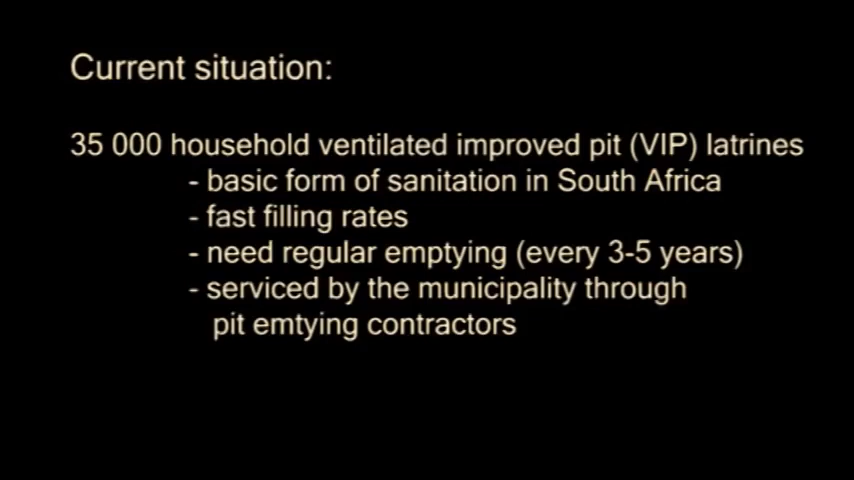 Current situation:
35 000 household ventilated improved pit (VIP) latrines
- basic form of sanitation in South Africa
- fast filling rates
- need regular emptying (every 3-5 years)
- serviced by the municipality through
pit emtying contractors